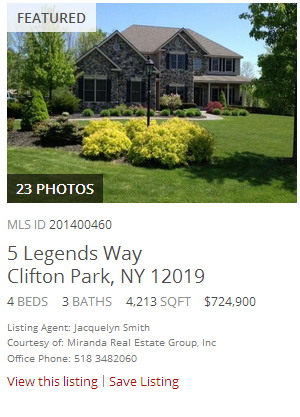 FEATURED
23 PHOTOS
MLS ID 201400460
5 Legends Way
Clifton Park, NY 12019
4 BEDS 3 BATHS 4,213 SQFT $724,900
Listing Agent: Jacquelyn Smith
Courtesy of: Miranda Real Estate Group, Inc
Office Phone: 518 3482060
View this listing | Save Listing